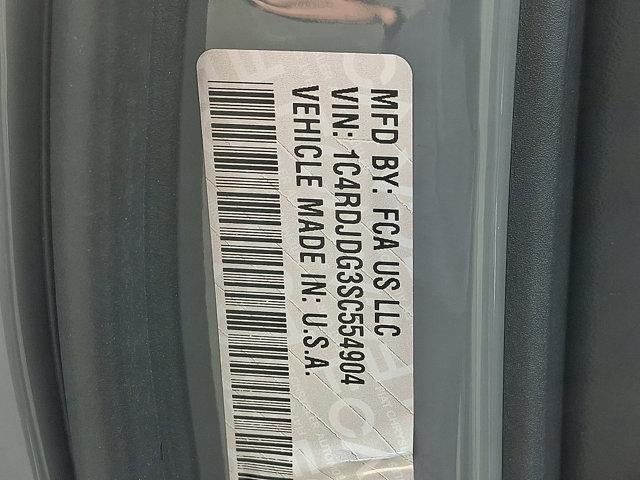 MFD BY: FCA US LLC
VIN: 1C4RDJDG3SC554904
VEHICLE MADE IN: U.S.A.